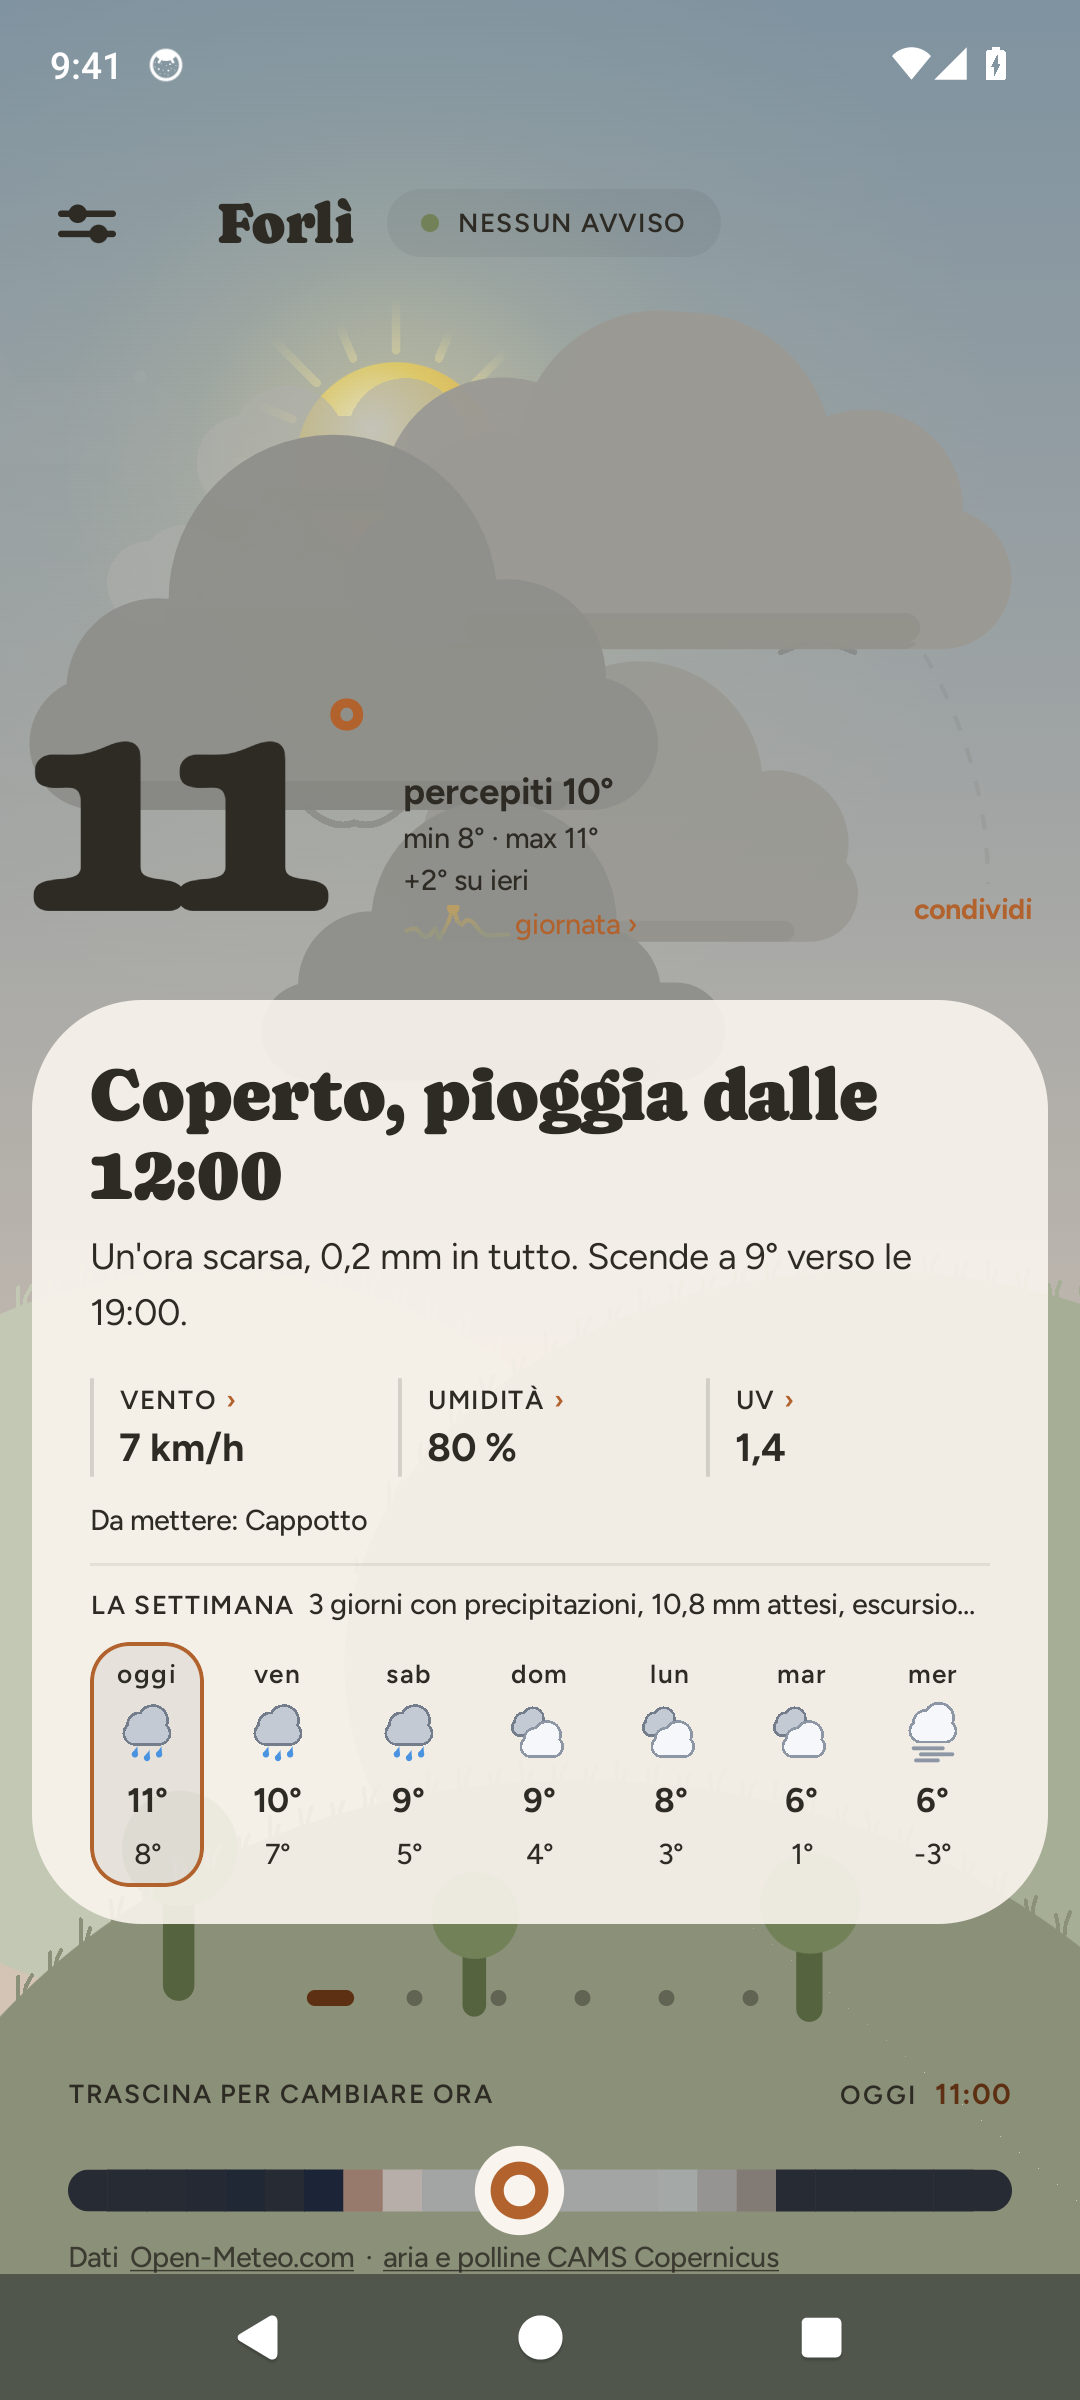 9:41
Forlì
NESSUN AVVISO
11
percepiti 10°
min 8° · max 11°
+2° su ieri
giornata ›
condividi
Coperto, pioggia dalle
12:00
Un'ora scarsa, 0,2 mm in tutto. Scende a 9° verso le
19:00.
VENTO › UMIDITÀ › UV ›
7 km/h 80 % 1,4
Da mettere: Cappotto
LA SETTIMANA 3 giorni con precipitazioni, 10,8 mm attesi, escursio...
oggi ven sab dom lun mar mer
11° 10° 9° 9° 8° 6° 6°
8° 7° 5° 4° 3° 1° -3°
TRASCINA PER CAMBIARE ORA OGGI 11:00
Dati Open-Meteo.com · aria e polline CAMS Copernicus